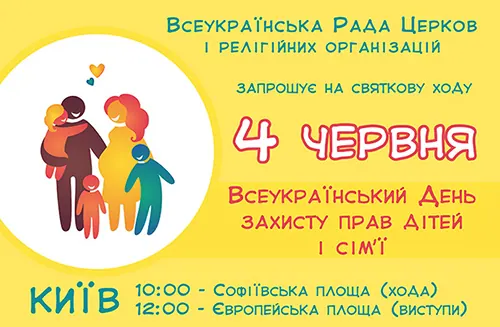 Всеукраїнська Рада Церков
і релігійних організацій
запрошує на святкову ходу
4 червня
Всеукраїнський День
захисту прав дітей
і сім'ї
Київ
10:00 - Софіївська площа (хода)
12:00 - Європейська площа (виступи)